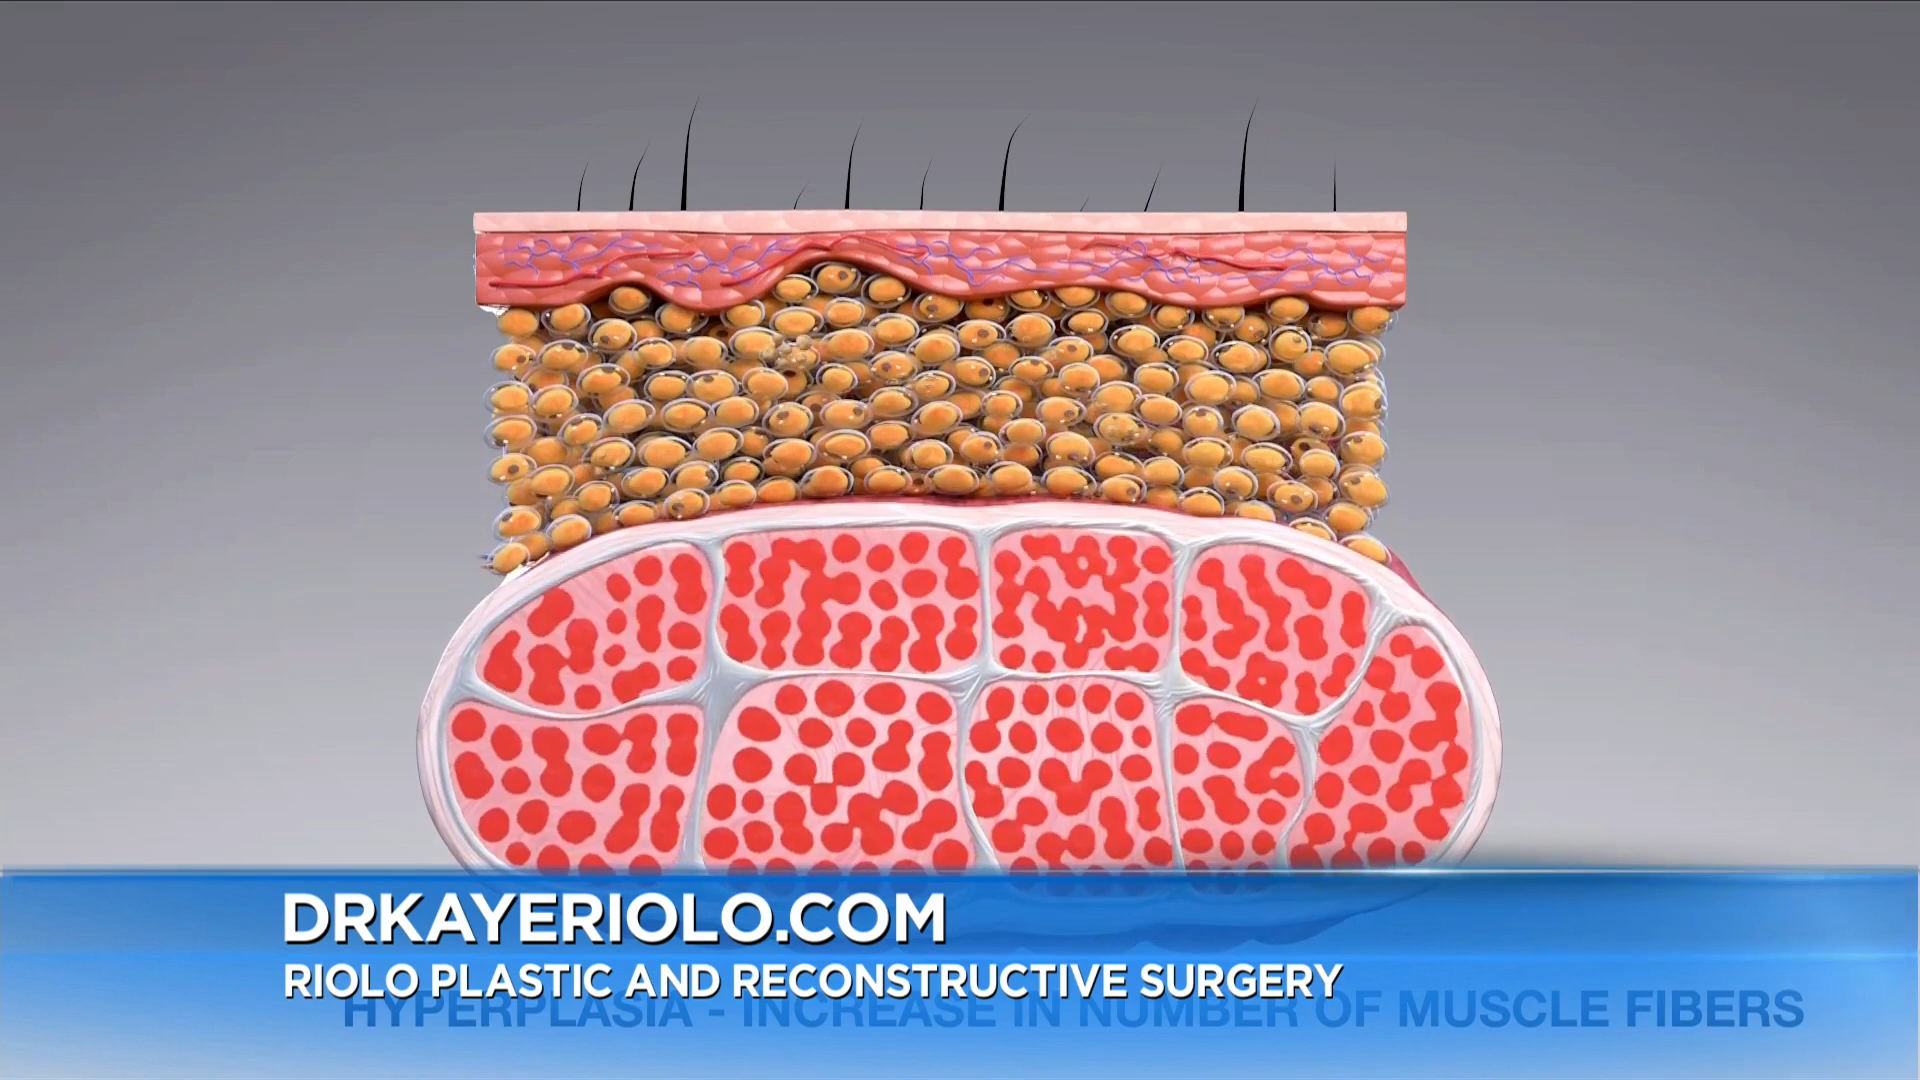 DRKAYERIOLO.COM
RIOLO PLASTIC AND RECONSTRUCTIVE SURGERY
HYPERPLASIA - INCREASE IN NUMBER OF MUSCLE FIBERS